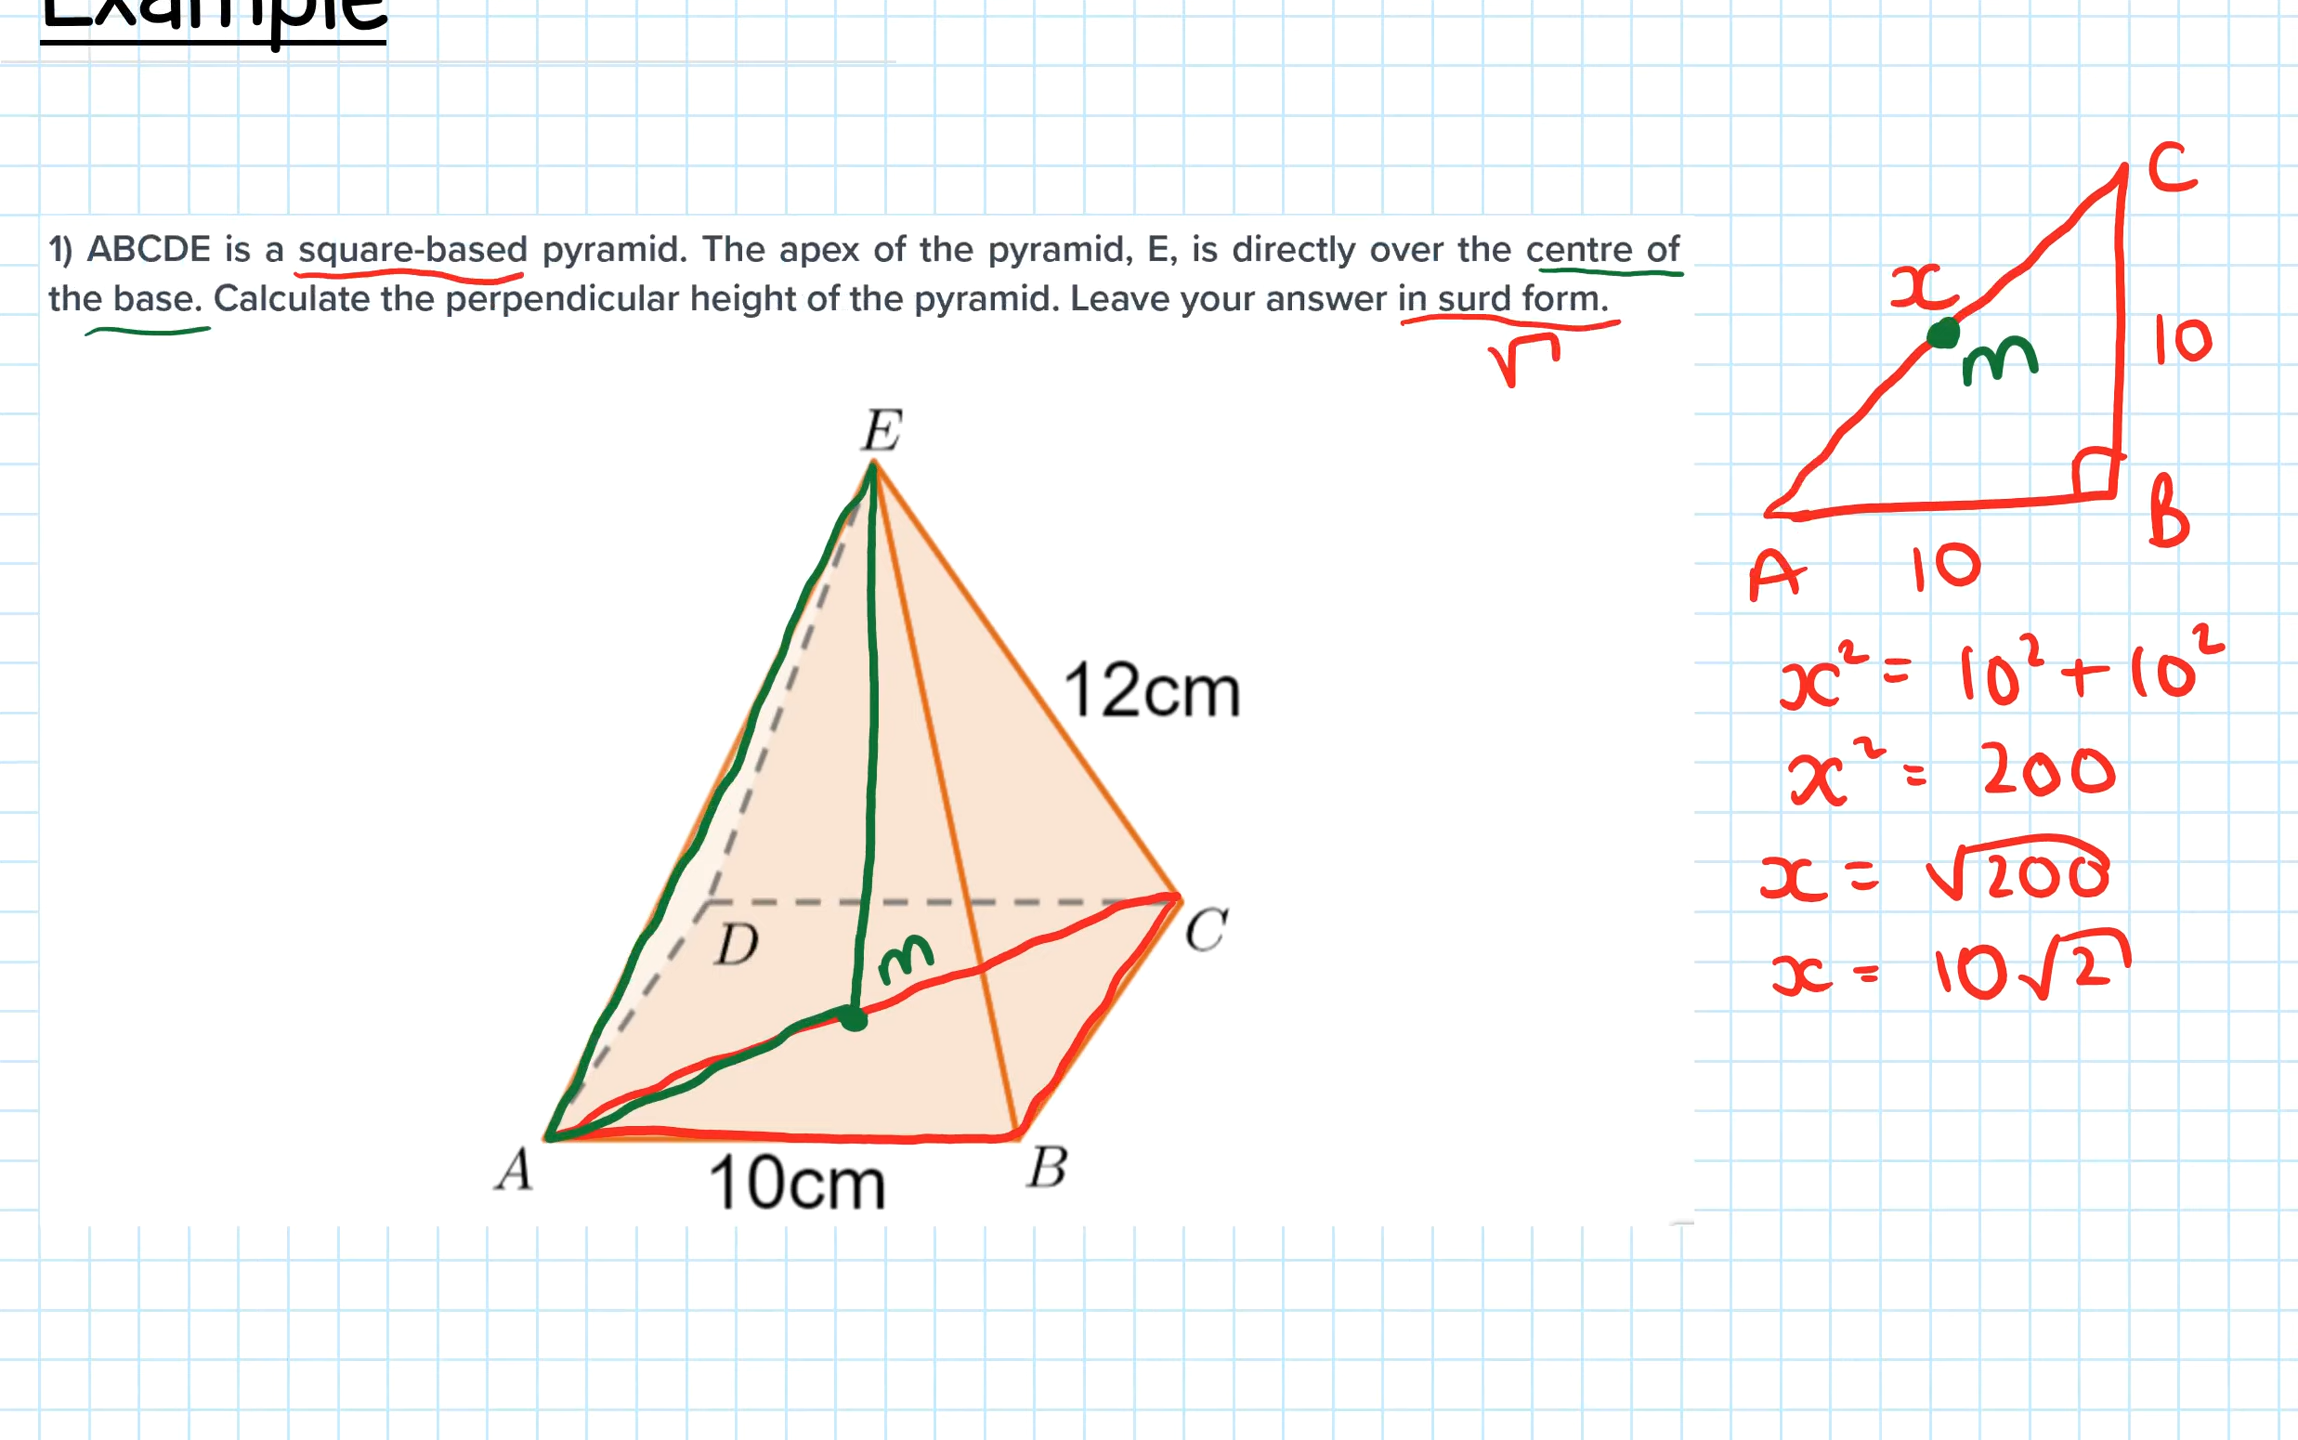 Example
1) ABCDE is a square-based pyramid. The apex of the pyramid, E, is directly over the centre of
the base. Calculate the perpendicular height of the pyramid. Leave your answer in surd form.
√
E
12cm
D
m
C
A
10cm
B
C
x
m
10
B
A
10
x² = 10² + 10²
x² = 200
x = √200
x = 10√2